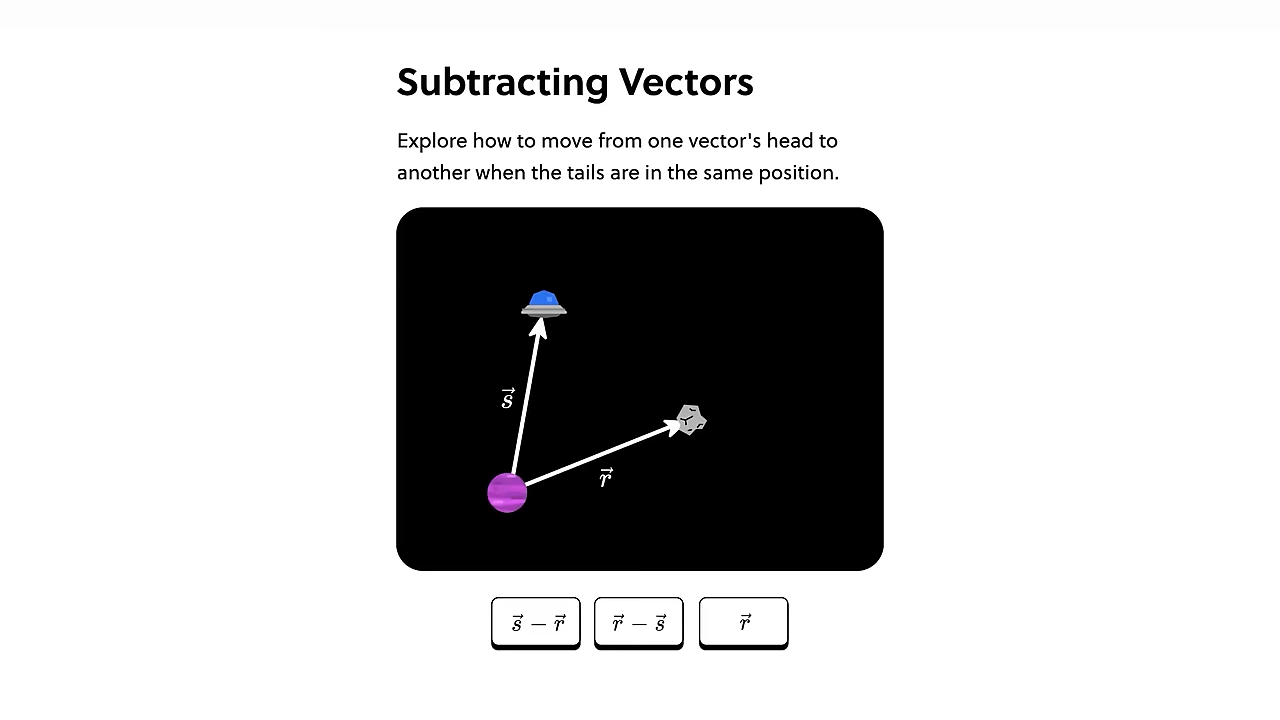 Subtracting Vectors
Explore how to move from one vector's head to
another when the tails are in the same position.
s⃗
r⃗
s⃗ − r⃗
r⃗ − s⃗
r⃗